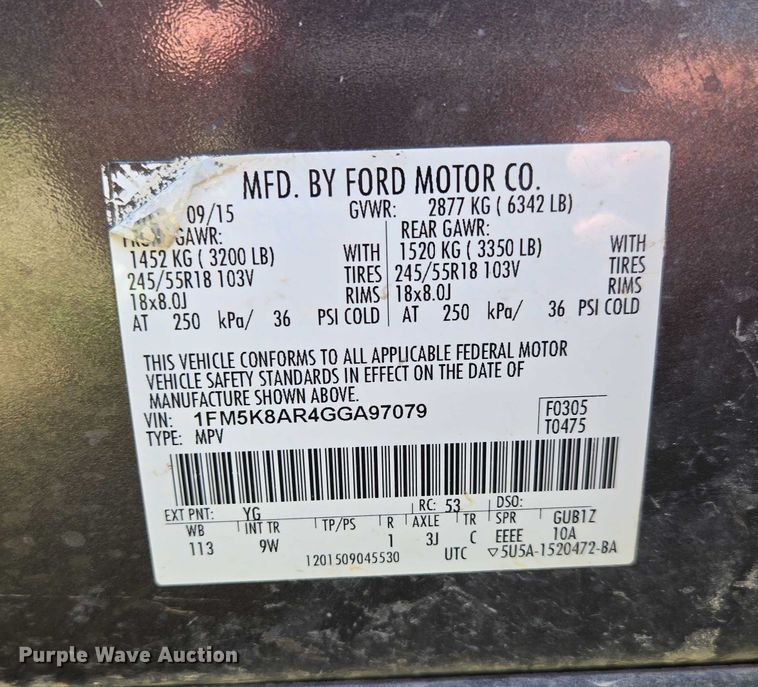 MFD. BY FORD MOTOR CO.
09/15 GVWR: 2877 KG ( 6342 LB)
GAWR: REAR GAWR:
1452 KG ( 3200 LB) WITH 1520 KG ( 3350 LB) WITH
245/55R18 103V TIRES 245/55R18 103V TIRES
18x8.0J RIMS 18x8.0J RIMS
AT 250 kPa/ 36 PSI COLD AT 250 kPa/ 36 PSI COLD
THIS VEHICLE CONFORMS TO ALL APPLICABLE FEDERAL MOTOR
VEHICLE SAFETY STANDARDS IN EFFECT ON THE DATE OF
MANUFACTURE SHOWN ABOVE.
VIN: 1FM5K8AR4GGA97079 F0305
TYPE: MPV T0475
EXT PNT: YG RC: 53 DSO:
WB INT TR TP/PS R AXLE TR SPR GUB1Z
113 9W 1 3J C EEEE 10A
1201509045530 UTC ▽5U5A-1520472-BA
Purple Wave Auction